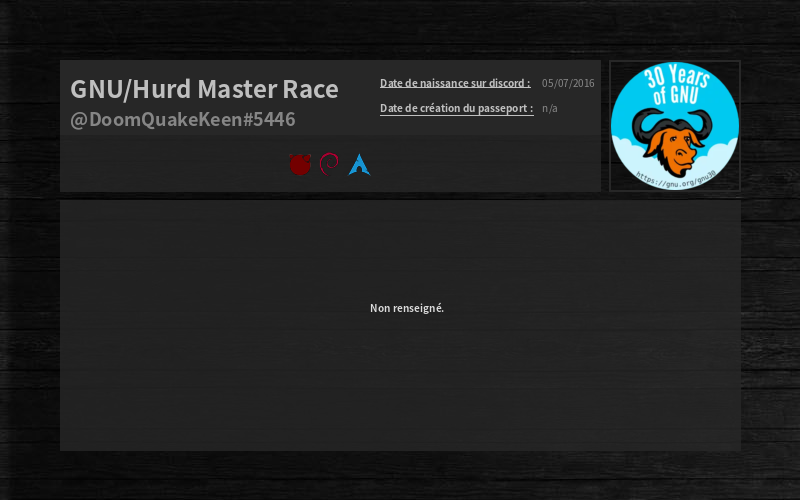 GNU/Hurd Master Race
@DoomQuakeKeen#5446
Date de naissance sur discord : 05/07/2016
Date de création du passeport : n/a
30 Years
of GNU
https://gnu.org/gnu30
Non renseigné.